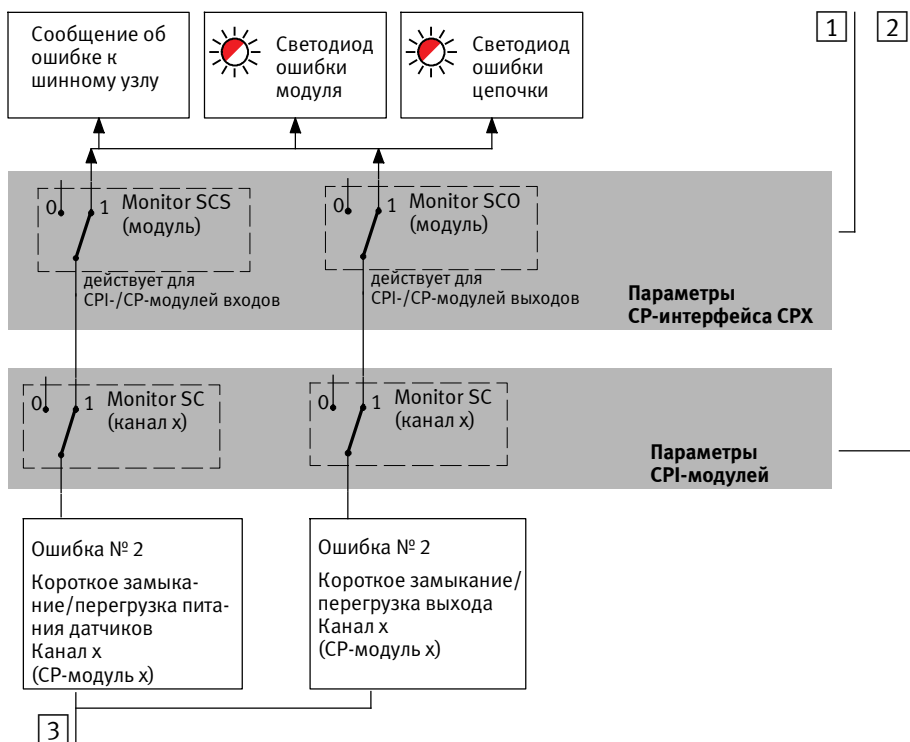 Сообщение об
ошибке к
шинному узлу
Светодиод
ошибки
модуля
Светодиод
ошибки
цепочки
1
2
0
1
Monitor SCS
(модуль)
0
1
Monitor SCO
(модуль)
действует для
CPI-/CP-модулей входов
действует для
CPI-/CP-модулей выходов
Параметры
CP-интерфейса CPX
0
1
Monitor SC
(канал x)
0
1
Monitor SC
(канал x)
Параметры
CPI-модулей
Ошибка № 2
Короткое замыка-
ние/перегрузка пита-
ния датчиков
Канал x
(CP-модуль x)
Ошибка № 2
Короткое замыкание/
перегрузка выхода
Канал x
(CP-модуль x)
3